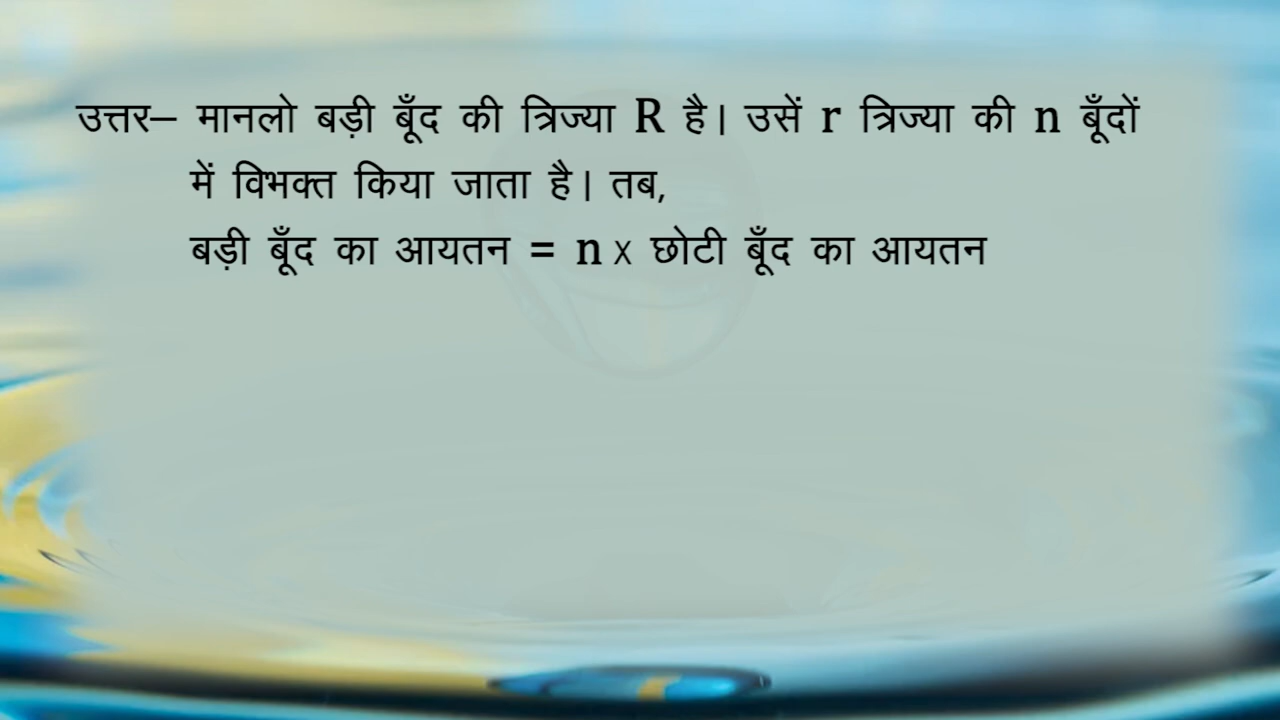 उत्तर– मानलो बड़ी बूँद की त्रिज्या R है। उसें r त्रिज्या की n बूँदों
में विभक्त किया जाता है। तब,
बड़ी बूँद का आयतन = n x छोटी बूँद का आयतन